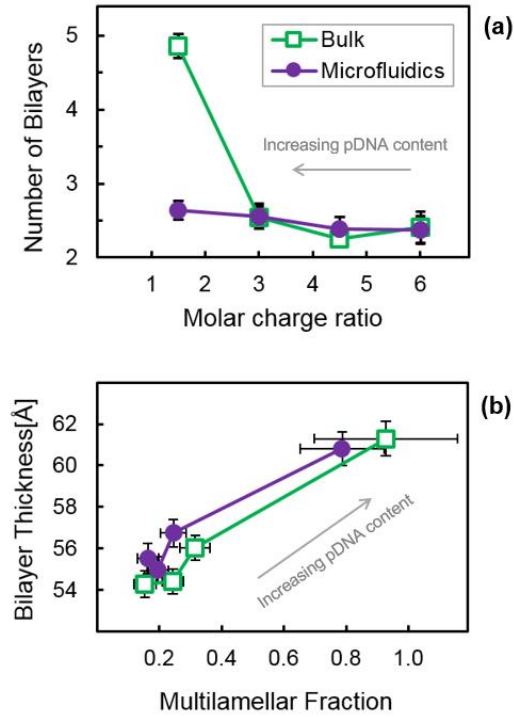 (a)
5
4
3
2
Number of Bilayers
Bulk
Microfluidics
Increasing pDNA content
1 2 3 4 5 6
Molar charge ratio
(b)
62
60
58
56
54
Bilayer Thickness[Å]
Increasing pDNA content
0.2 0.4 0.6 0.8 1.0
Multilamellar Fraction